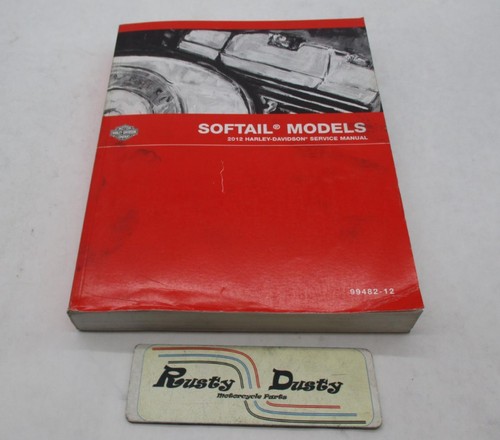 SOFTAIL® MODELS
2012 HARLEY-DAVIDSON® SERVICE MANUAL
99482-12
Rusty Dusty
Motorcycle Parts